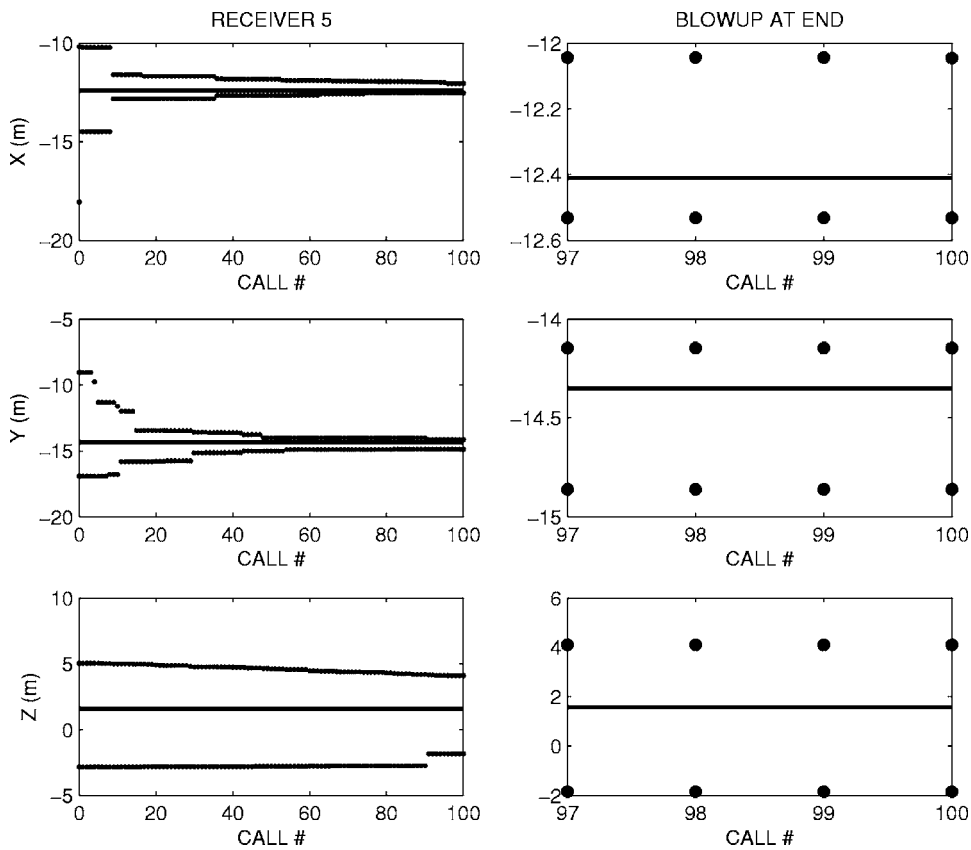 RECEIVER 5
BLOWUP AT END
−10
−15
−20
X (m)
0 20 40 60 80 100
CALL #
−12
−12.2
−12.4
−12.6
97 98 99 100
CALL #
−5
−10
−15
−20
Y (m)
0 20 40 60 80 100
CALL #
−14
−14.5
−15
97 98 99 100
CALL #
10
5
0
−5
Z (m)
0 20 40 60 80 100
CALL #
6
4
2
0
−2
97 98 99 100
CALL #